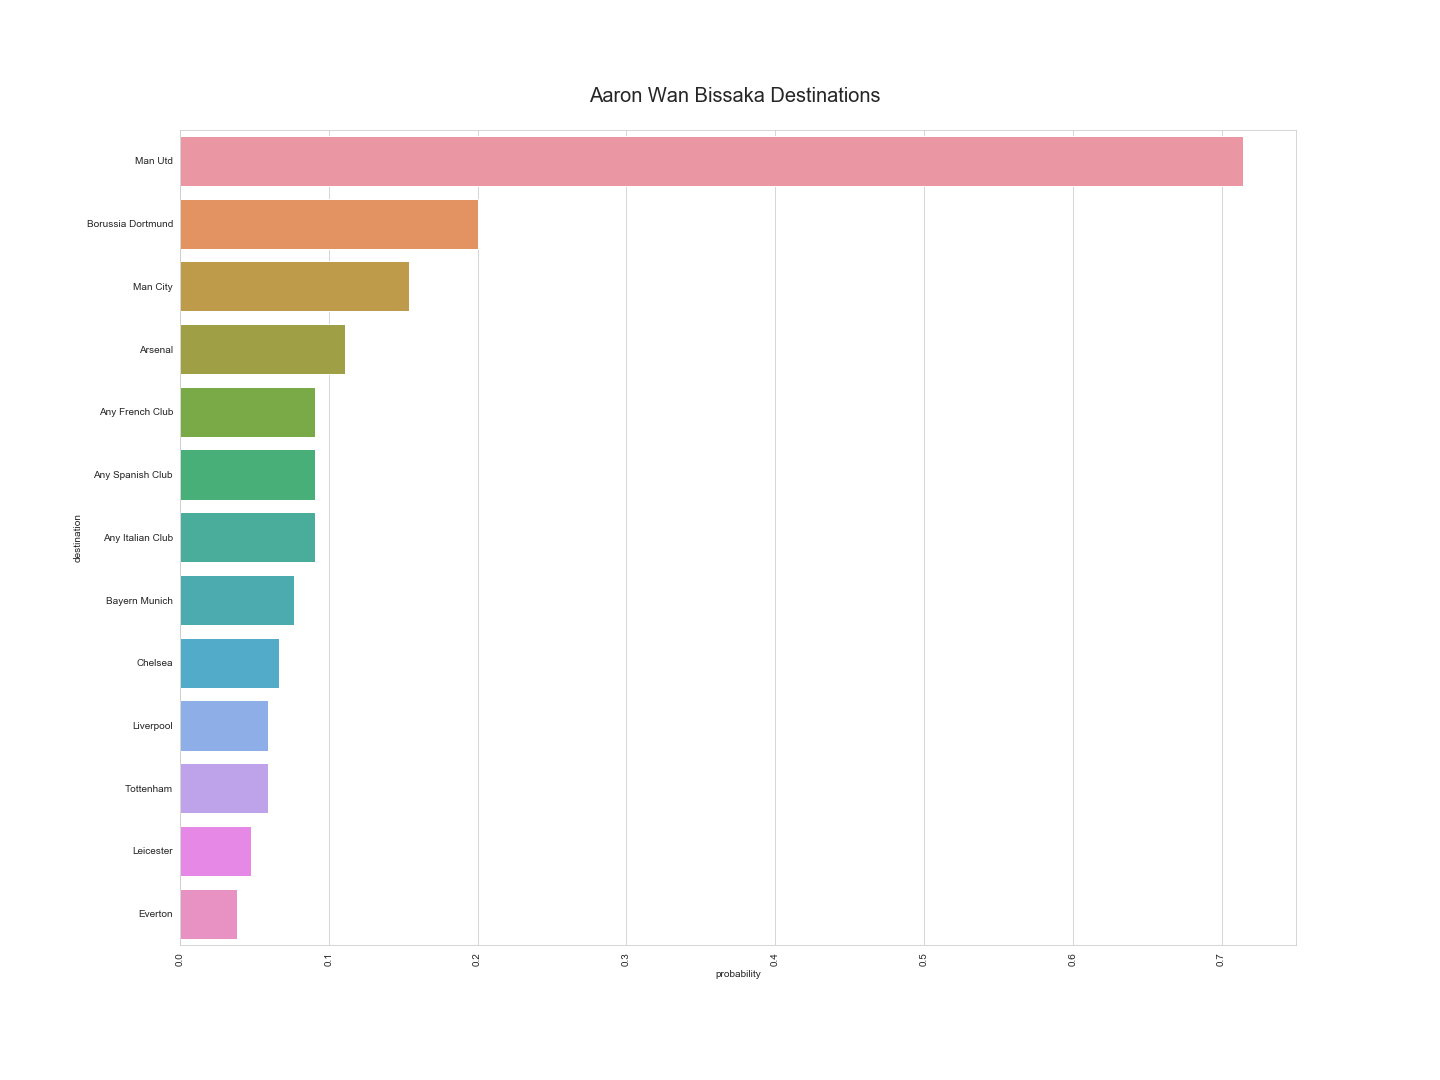 Aaron Wan Bissaka Destinations
Man Utd
Borussia Dortmund
Man City
Arsenal
Any French Club
Any Spanish Club
Any Italian Club
Bayern Munich
Chelsea
Liverpool
Tottenham
Leicester
Everton
destination
0.0
0.1
0.2
0.3
0.4
0.5
0.6
0.7
probability